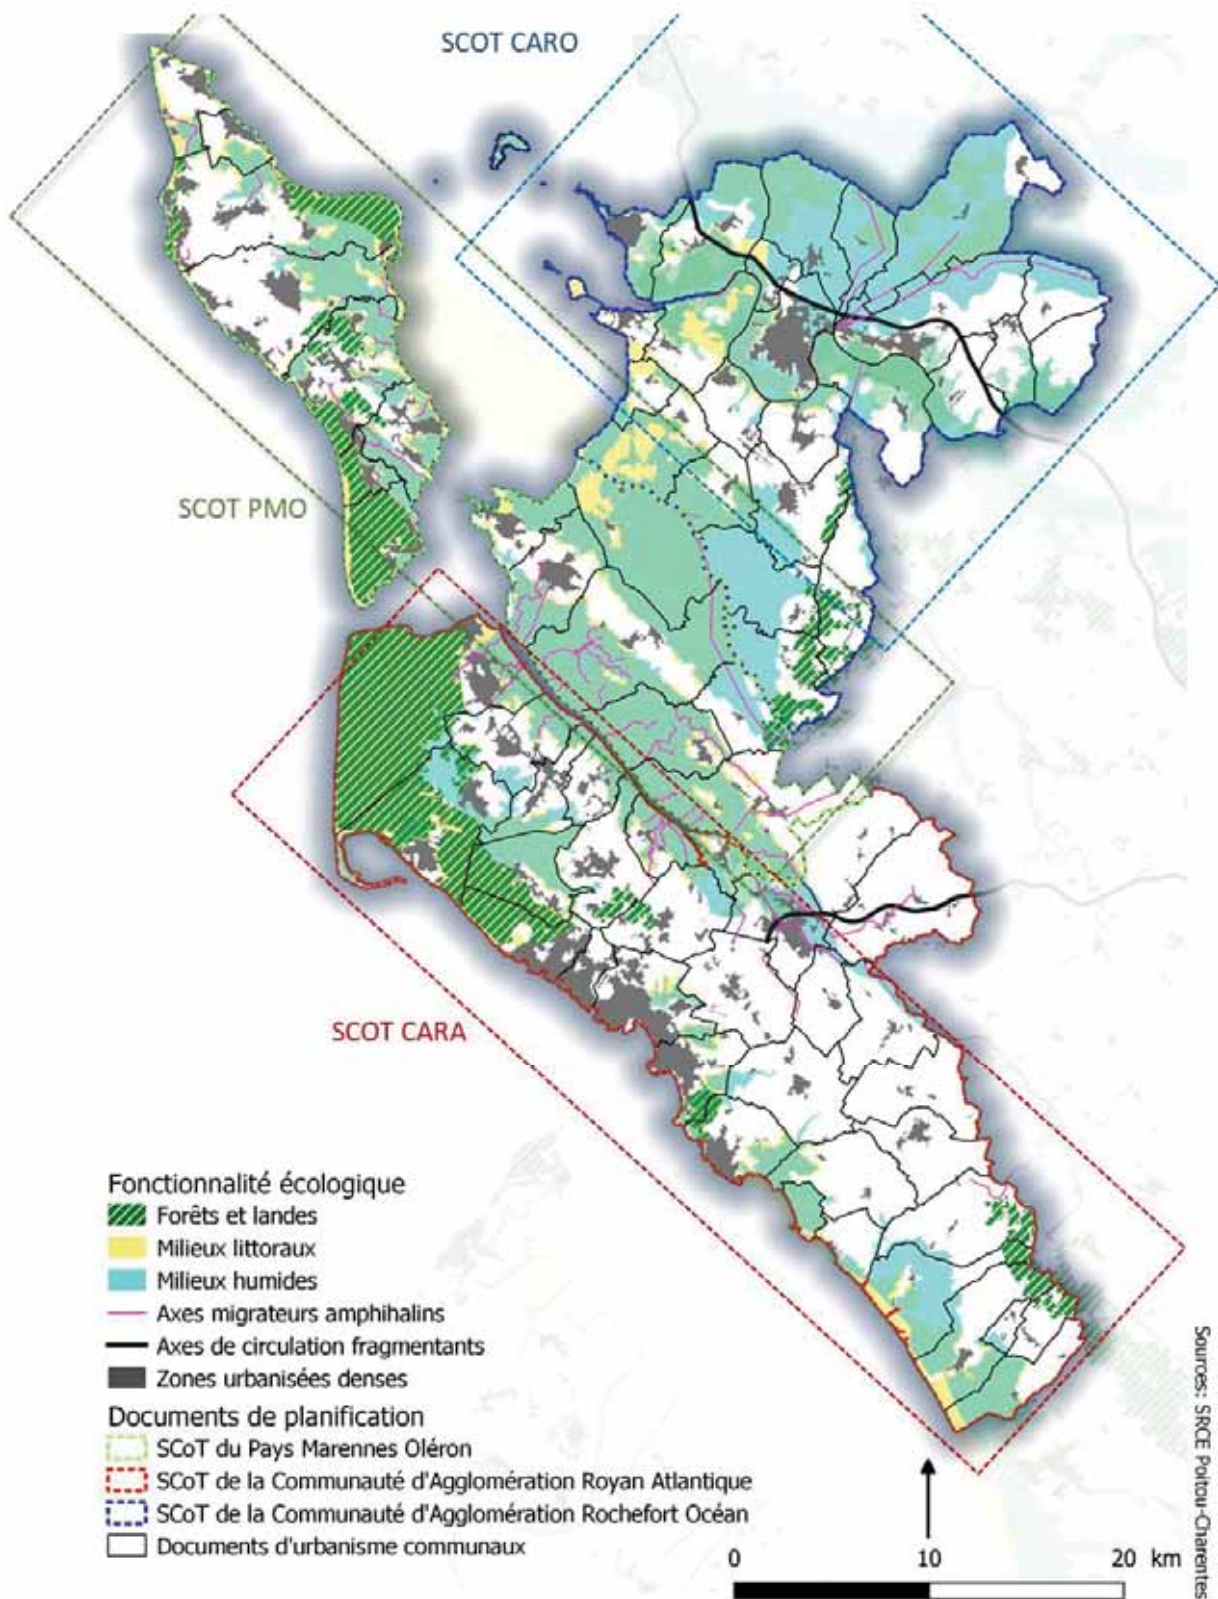 SCOT CARO
SCOT PMO
SCOT CARA
Fonctionnalité écologique
Forêts et landes
Milieux littoraux
Milieux humides
Axes migrateurs amphihalins
Axes de circulation fragmentants
Zones urbanisées denses
Documents de planification
SCoT du Pays Marennes Oléron
SCoT de la Communauté d'Agglomération Royan Atlantique
SCoT de la Communauté d'Agglomération Rochefort Océan
Documents d'urbanisme communaux
0 10 20 km
Sources: SRCE Poitou-Charentes